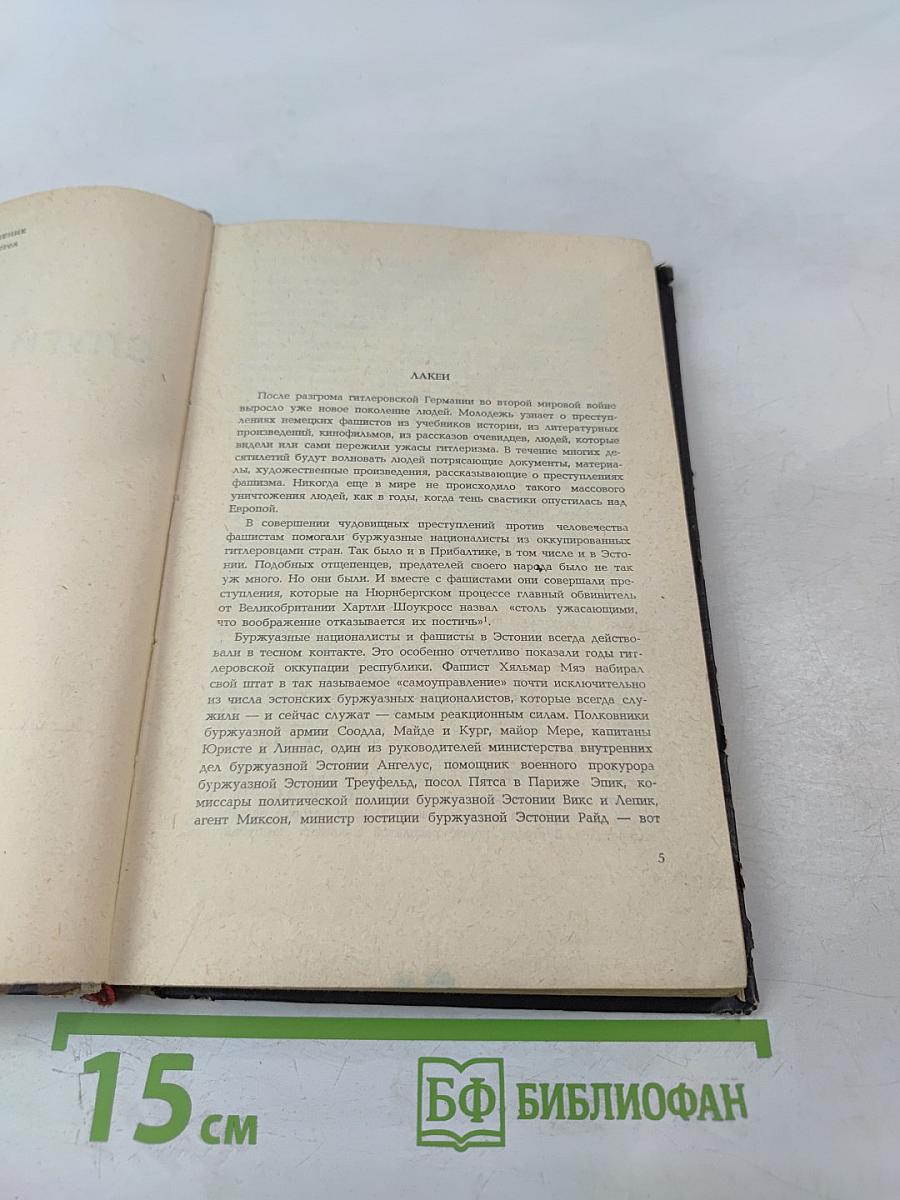 ЛАКЕИ
После разгрома гитлеровской Германии во второй мировой войне
выросло уже новое поколение людей. Молодежь узнает о преступ-
лениях немецких фашистов из учебников истории, из литературных
произведений, кинофильмов, из рассказов очевидцев, людей, которые
видели или сами пережили ужасы гитлеризма. В течение многих де-
сятилетий будут волновать людей потрясающие документы, материа-
лы, художественные произведения, рассказывающие о преступлениях
фашизма. Никогда еще в мире не происходило такого массового
уничтожения людей, как в годы, когда тень свастики опустилась над
Европой.
В совершении чудовищных преступлений против человечества
фашистам помогали буржуазные националисты из оккупированных
гитлеровцами стран. Так было и в Прибалтике, в том числе и в Эсто-
нии. Подобных отщепенцев, предателей своего народа было не так
уж много. Но они были. И вместе с фашистами они совершали пре-
ступления, которые на Нюрнбергском процессе главный обвинитель
от Великобритании Хартли Шоукросс назвал «столь ужасающими,
что воображение отказывается их постичь»¹.
Буржуазные националисты и фашисты в Эстонии всегда действо-
вали в тесном контакте. Это особенно отчетливо показали годы гит-
леровской оккупации республики. Фашист Хяльмар Мяэ набирал
свой штат в так называемое «самоуправление» почти исключительно
из числа эстонских буржуазных националистов, которые всегда слу-
жили — и сейчас служат — самым реакционным силам. Полковники
буржуазной армии Соодла, Майде и Кург, майор Мере, капитаны
Юристе и Линнас, один из руководителей министерства внутренних
дел буржуазной Эстонии Ангелус, помощник военного прокурора
буржуазной Эстонии Треуфельд, посол Пятса в Париже Эпик, ко-
миссары политической полиции буржуазной Эстонии Викс и Лепик,
агент Миксон, министр юстиции буржуазной Эстонии Райд — вот
5
15 см
БФ БИБЛИОФАН